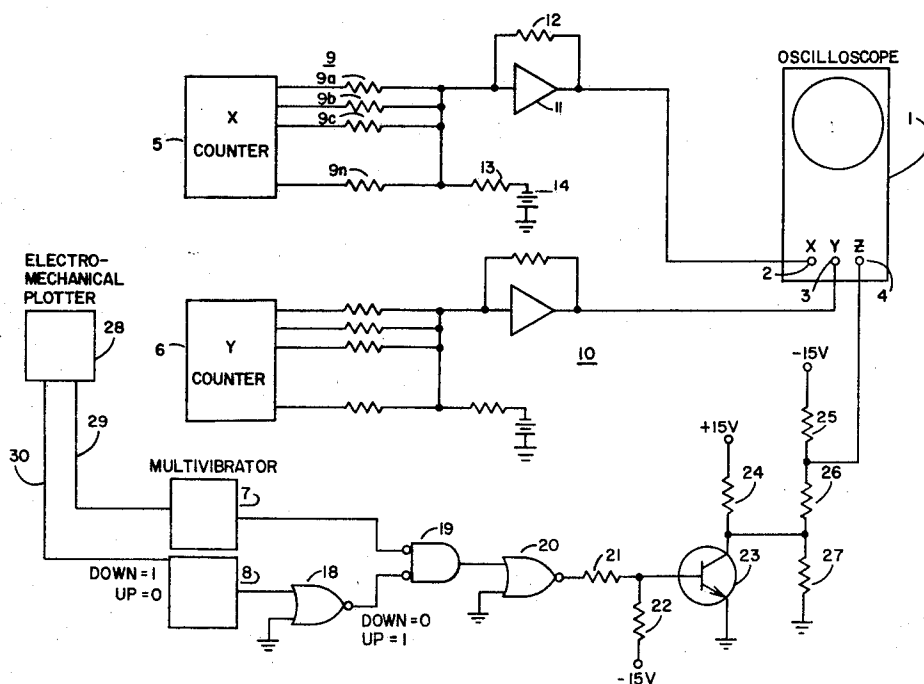 12
9
9a
9b
9c
9n
X
COUNTER
5
11
13
14
OSCILLOSCOPE
1
X Y Z
2
3
4
ELECTRO-
MECHANICAL
PLOTTER
28
6
Y
COUNTER
10
-15V
25
29
30
+15V
24
26
MULTIVIBRATOR
7
19
20
21
23
27
DOWN=1
UP=0
8
18
DOWN=0
UP=1
22
-15V